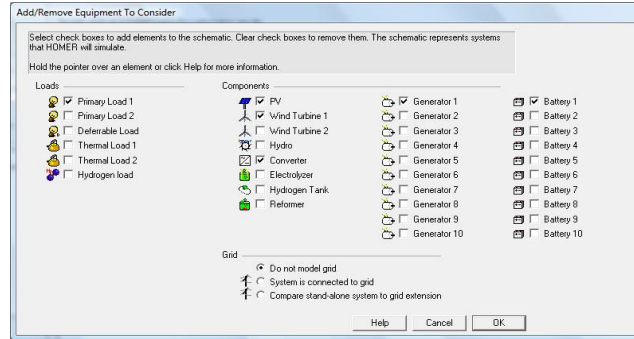 Add/Remove Equipment To Consider
Select check boxes to add elements to the schematic. Clear check boxes to remove them. The schematic represents systems
that HOMER will simulate.
Hold the pointer over an element or click Help for more information.
Loads
Primary Load 1
Primary Load 2
Deferrable Load
Thermal Load 1
Thermal Load 2
Hydrogen load
Components
PV
Wind Turbine 1
Wind Turbine 2
Hydro
Converter
Electrolyzer
Hydrogen Tank
Reformer
Generator 1
Generator 2
Generator 3
Generator 4
Generator 5
Generator 6
Generator 7
Generator 8
Generator 9
Generator 10
Battery 1
Battery 2
Battery 3
Battery 4
Battery 5
Battery 6
Battery 7
Battery 8
Battery 9
Battery 10
Grid
Do not model grid
System is connected to grid
Compare stand-alone system to grid extension
Help
Cancel
OK